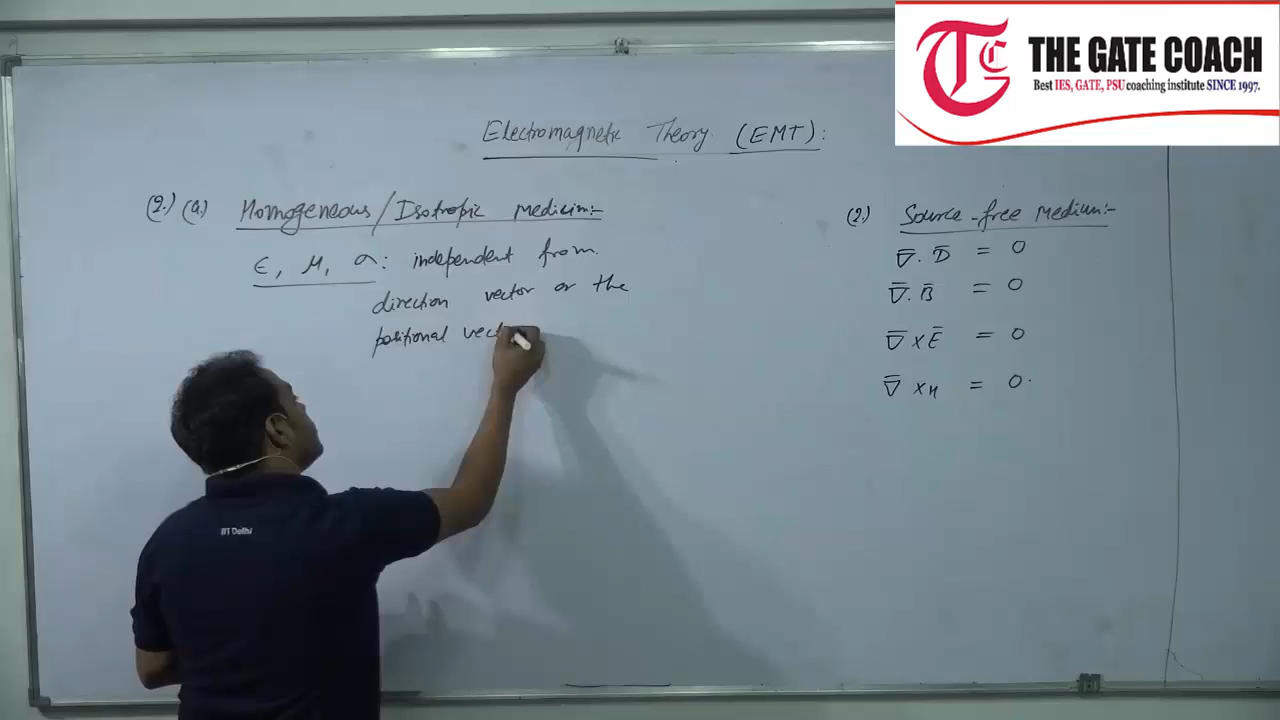 THE GATE COACH
Best IES, GATE, PSU coaching institute SINCE 1997.
Electromagnetic Theory (EMT):
(2.) (a.) Homogeneous/Isotropic Medium:-
ϵ, μ, σ: independent from
direction vector or the
positional vect
(2.) Source-free Medium:-
∇̅. D̅ = 0
∇̅. B̅ = 0
∇̅ x E̅ = 0
∇̅ x H = 0.
IIT Delhi